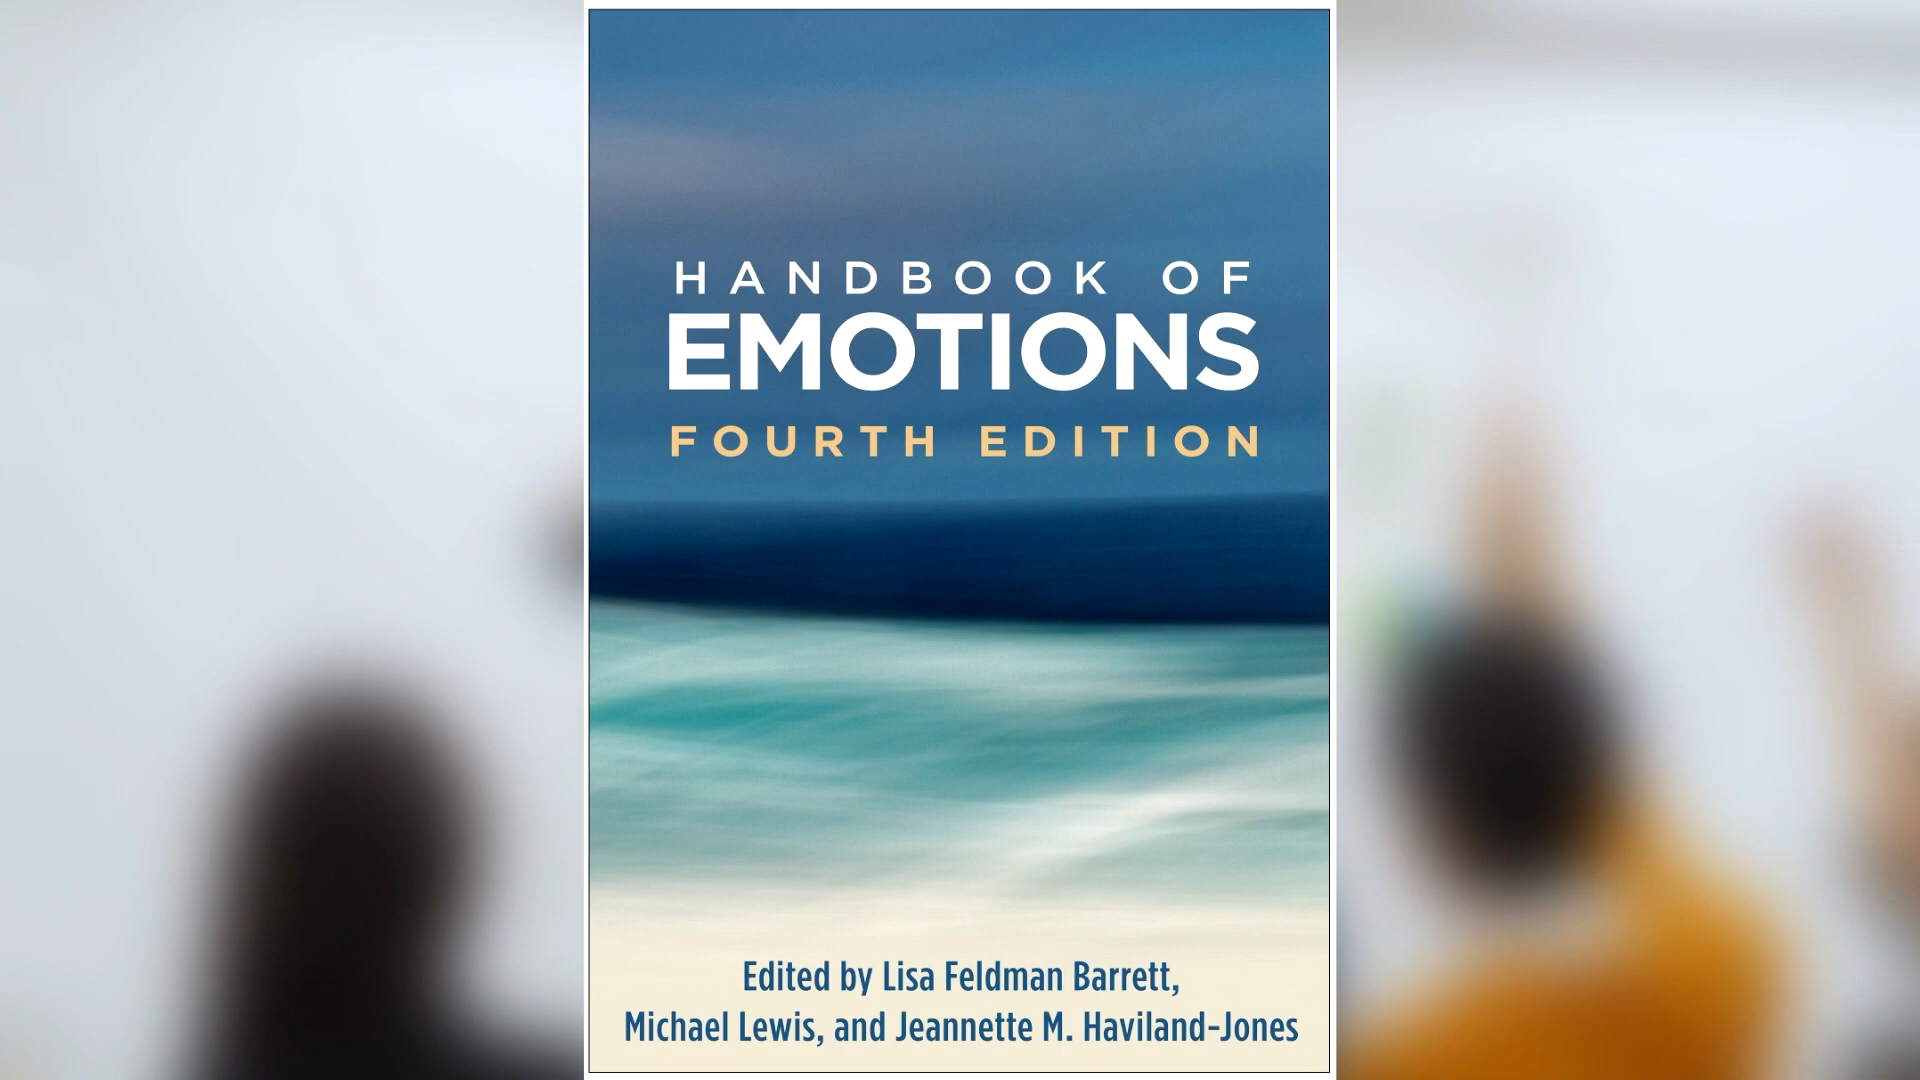 HANDBOOK OF
EMOTIONS
FOURTH EDITION
Edited by Lisa Feldman Barrett,
Michael Lewis, and Jeannette M. Haviland-Jones